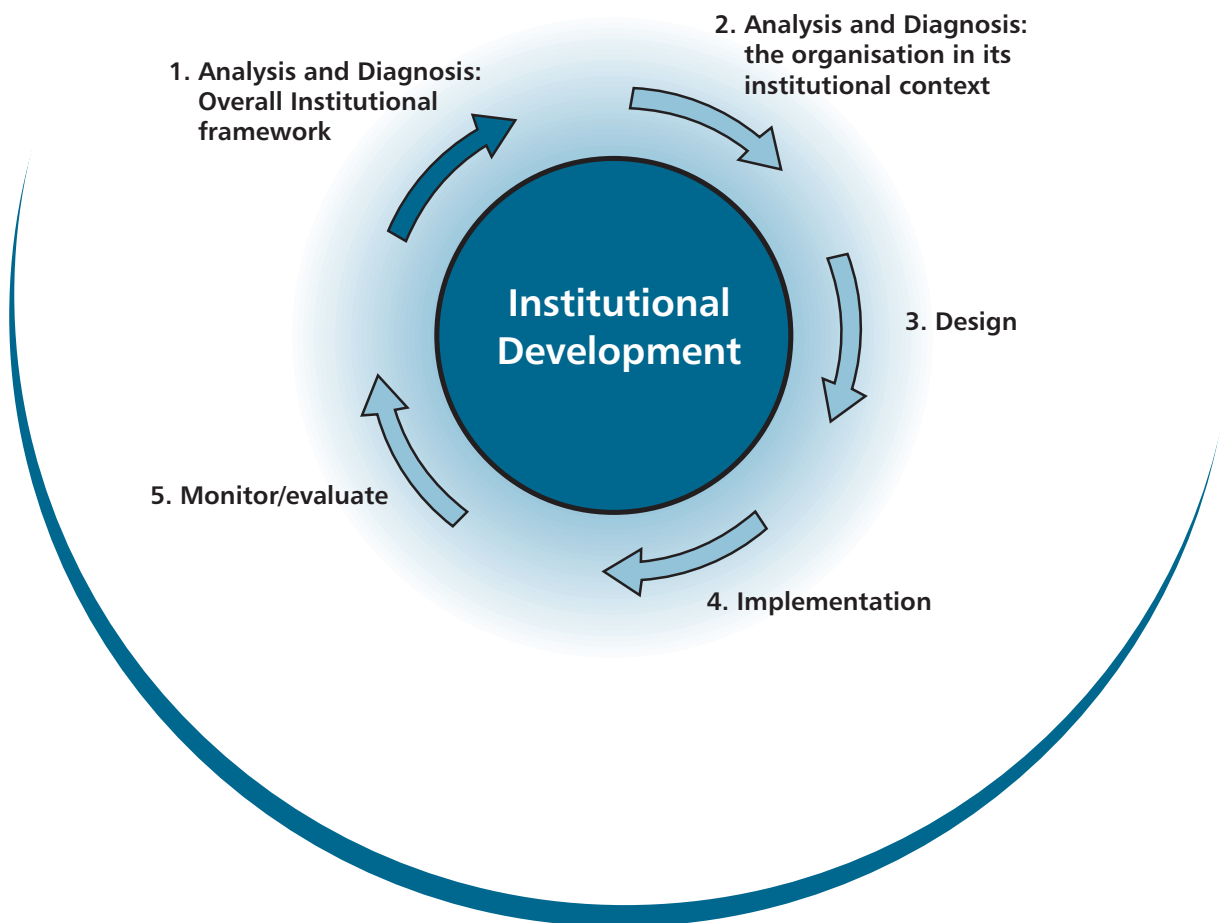 1. Analysis and Diagnosis:
Overall Institutional
framework
2. Analysis and Diagnosis:
the organisation in its
institutional context
Institutional
Development
3. Design
4. Implementation
5. Monitor/evaluate